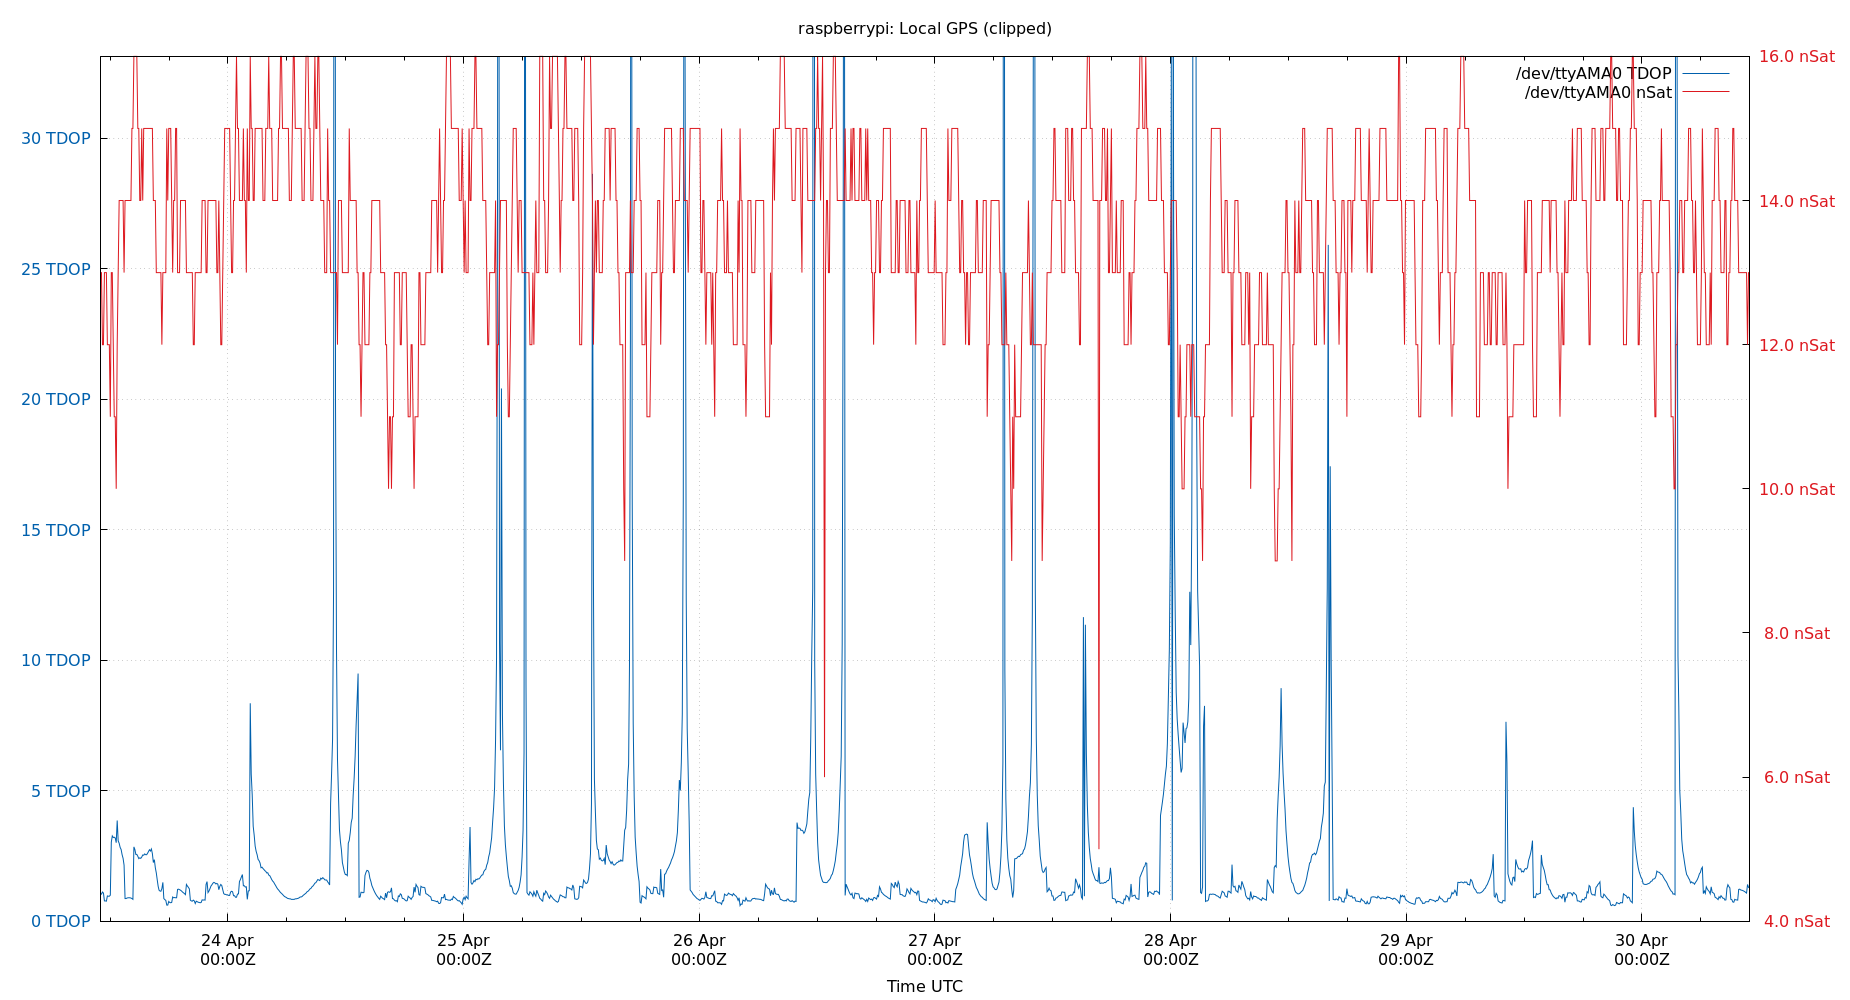 raspberrypi: Local GPS (clipped)
/dev/ttyAMA0 TDOP
/dev/ttyAMA0 nSat
30 TDOP
25 TDOP
20 TDOP
15 TDOP
10 TDOP
5 TDOP
0 TDOP
16.0 nSat
14.0 nSat
12.0 nSat
10.0 nSat
8.0 nSat
6.0 nSat
4.0 nSat
24 Apr 25 Apr 26 Apr 27 Apr 28 Apr 29 Apr 30 Apr
00:00Z 00:00Z 00:00Z 00:00Z 00:00Z 00:00Z 00:00Z
Time UTC